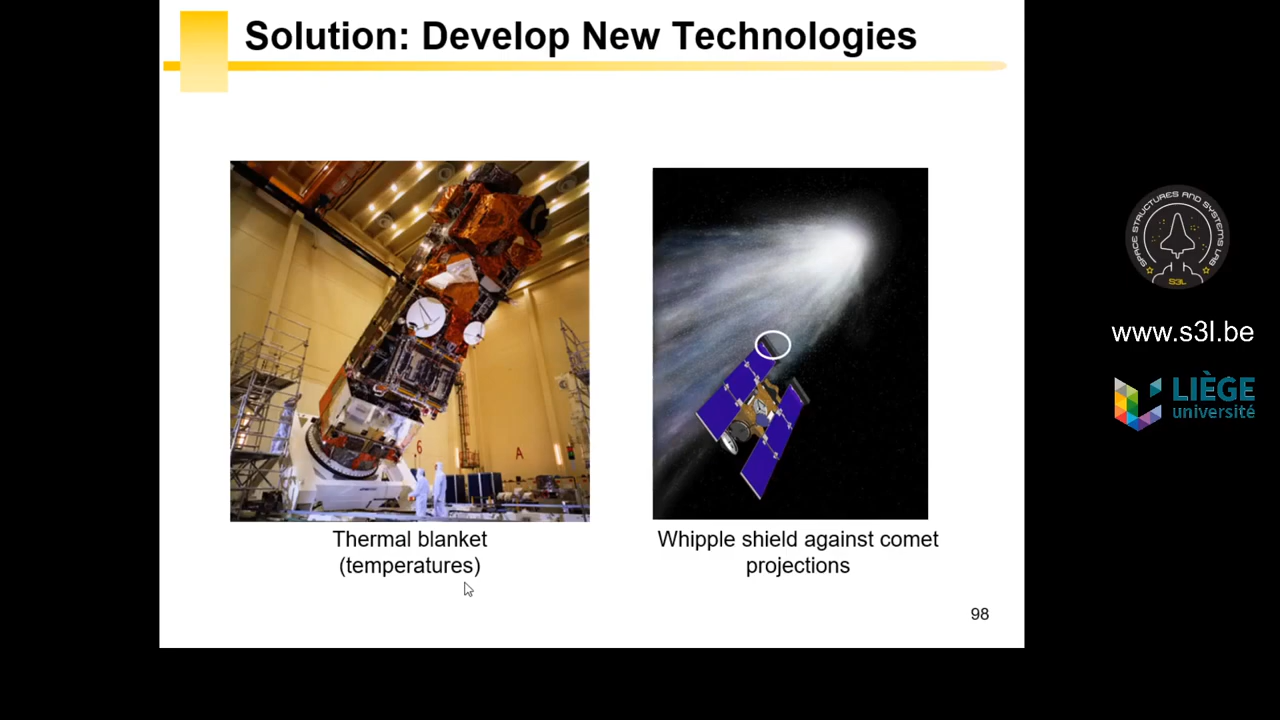 Solution: Develop New Technologies
6
A
Thermal blanket
(temperatures)
Whipple shield against comet
projections
98
SPACE STRUCTURES AND SYSTEMS LAB
S3L
www.s3l.be
LIÈGE
université